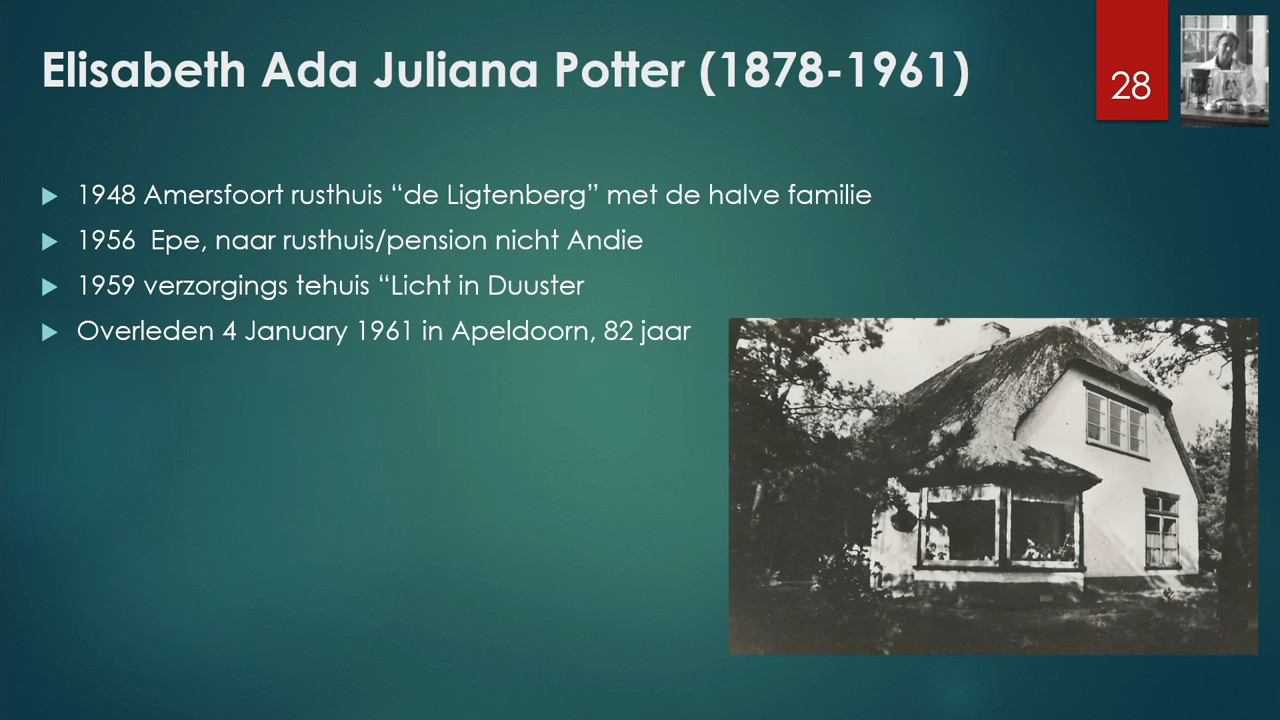 Elisabeth Ada Juliana Potter (1878-1961)
28
1948 Amersfoort rusthuis “de Ligtenberg” met de halve familie
1956  Epe, naar rusthuis/pension nicht Andie
1959 verzorgings tehuis “Licht in Duuster
Overleden 4 January 1961 in Apeldoorn, 82 jaar